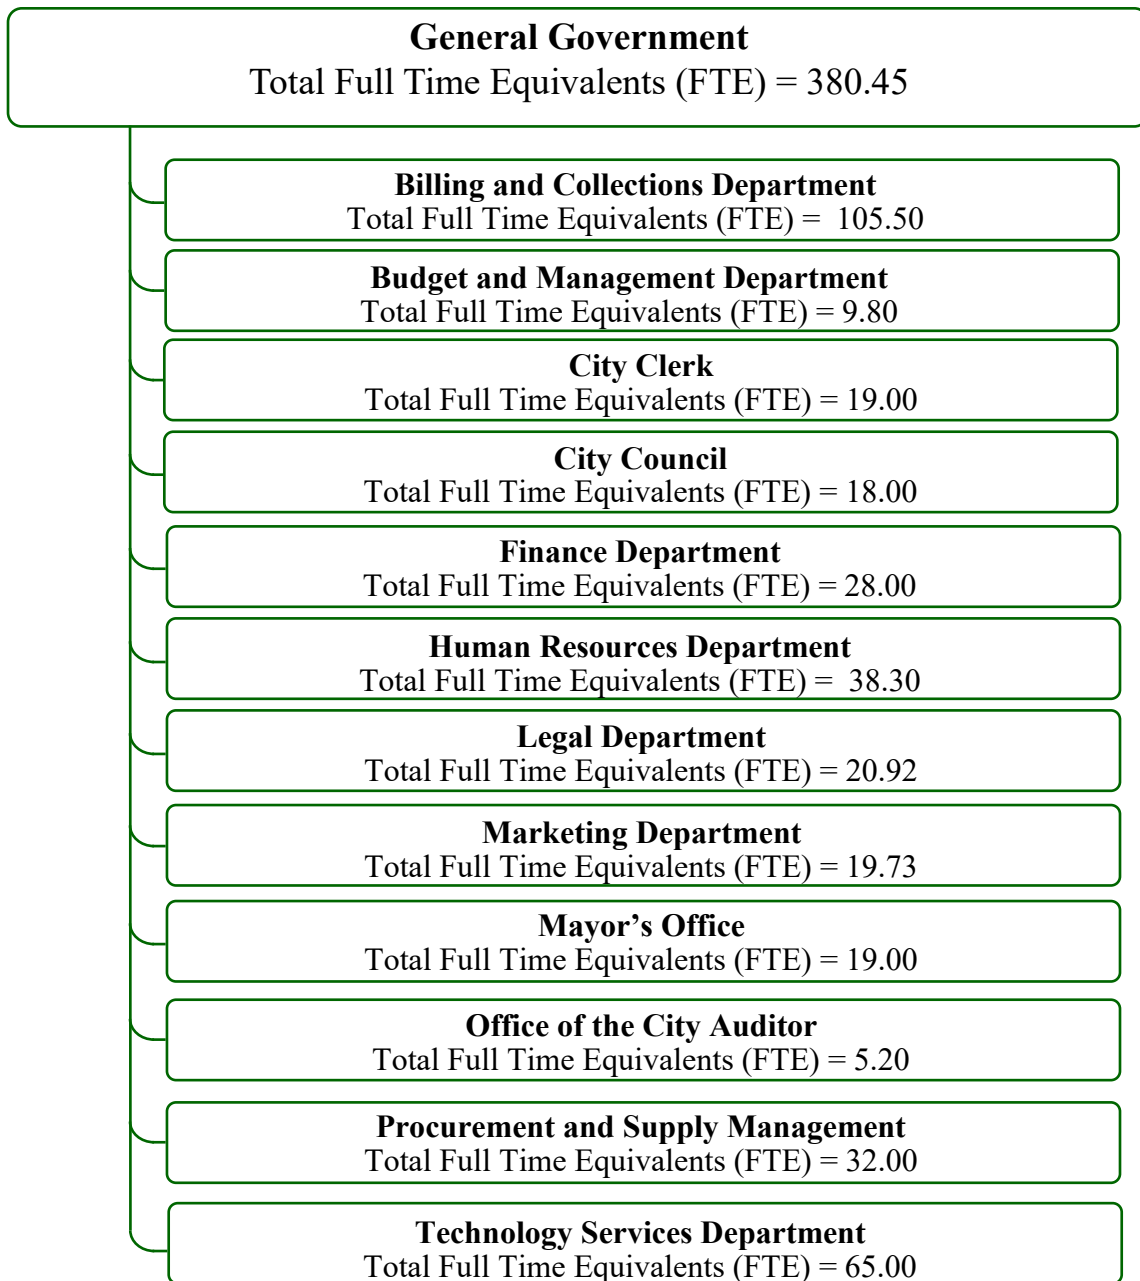 General Government
Total Full Time Equivalents (FTE) = 380.45
Billing and Collections Department
Total Full Time Equivalents (FTE) =  105.50
Budget and Management Department
Total Full Time Equivalents (FTE) = 9.80
City Clerk
Total Full Time Equivalents (FTE) = 19.00
City Council
Total Full Time Equivalents (FTE) = 18.00
Finance Department
Total Full Time Equivalents (FTE) = 28.00
Human Resources Department
Total Full Time Equivalents (FTE) =  38.30
Legal Department
Total Full Time Equivalents (FTE) = 20.92
Marketing Department
Total Full Time Equivalents (FTE) = 19.73
Mayor’s Office
Total Full Time Equivalents (FTE) = 19.00
Office of the City Auditor
Total Full Time Equivalents (FTE) = 5.20
Procurement and Supply Management
Total Full Time Equivalents (FTE) = 32.00
Technology Services Department
Total Full Time Equivalents (FTE) = 65.00